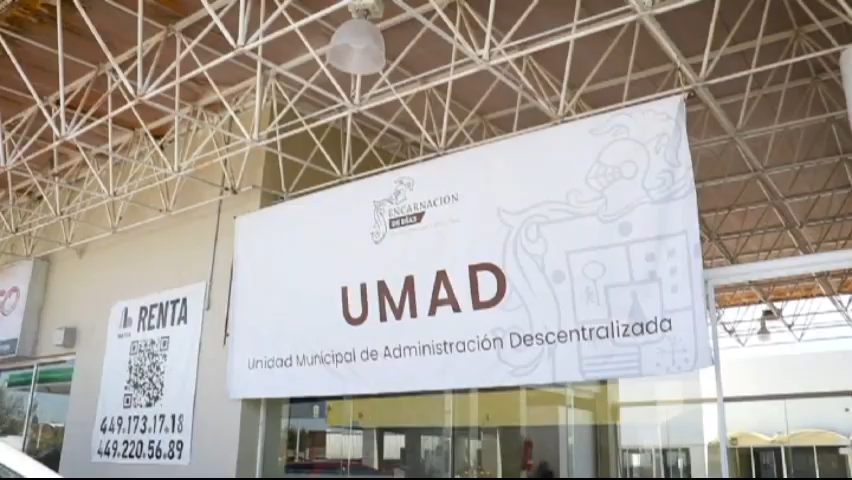 ENCARNACIÓN
DE DÍAZ
UMAD
Unidad Municipal de Administración Descentralizada
RENTA
449.173.17.18
449.220.56.89